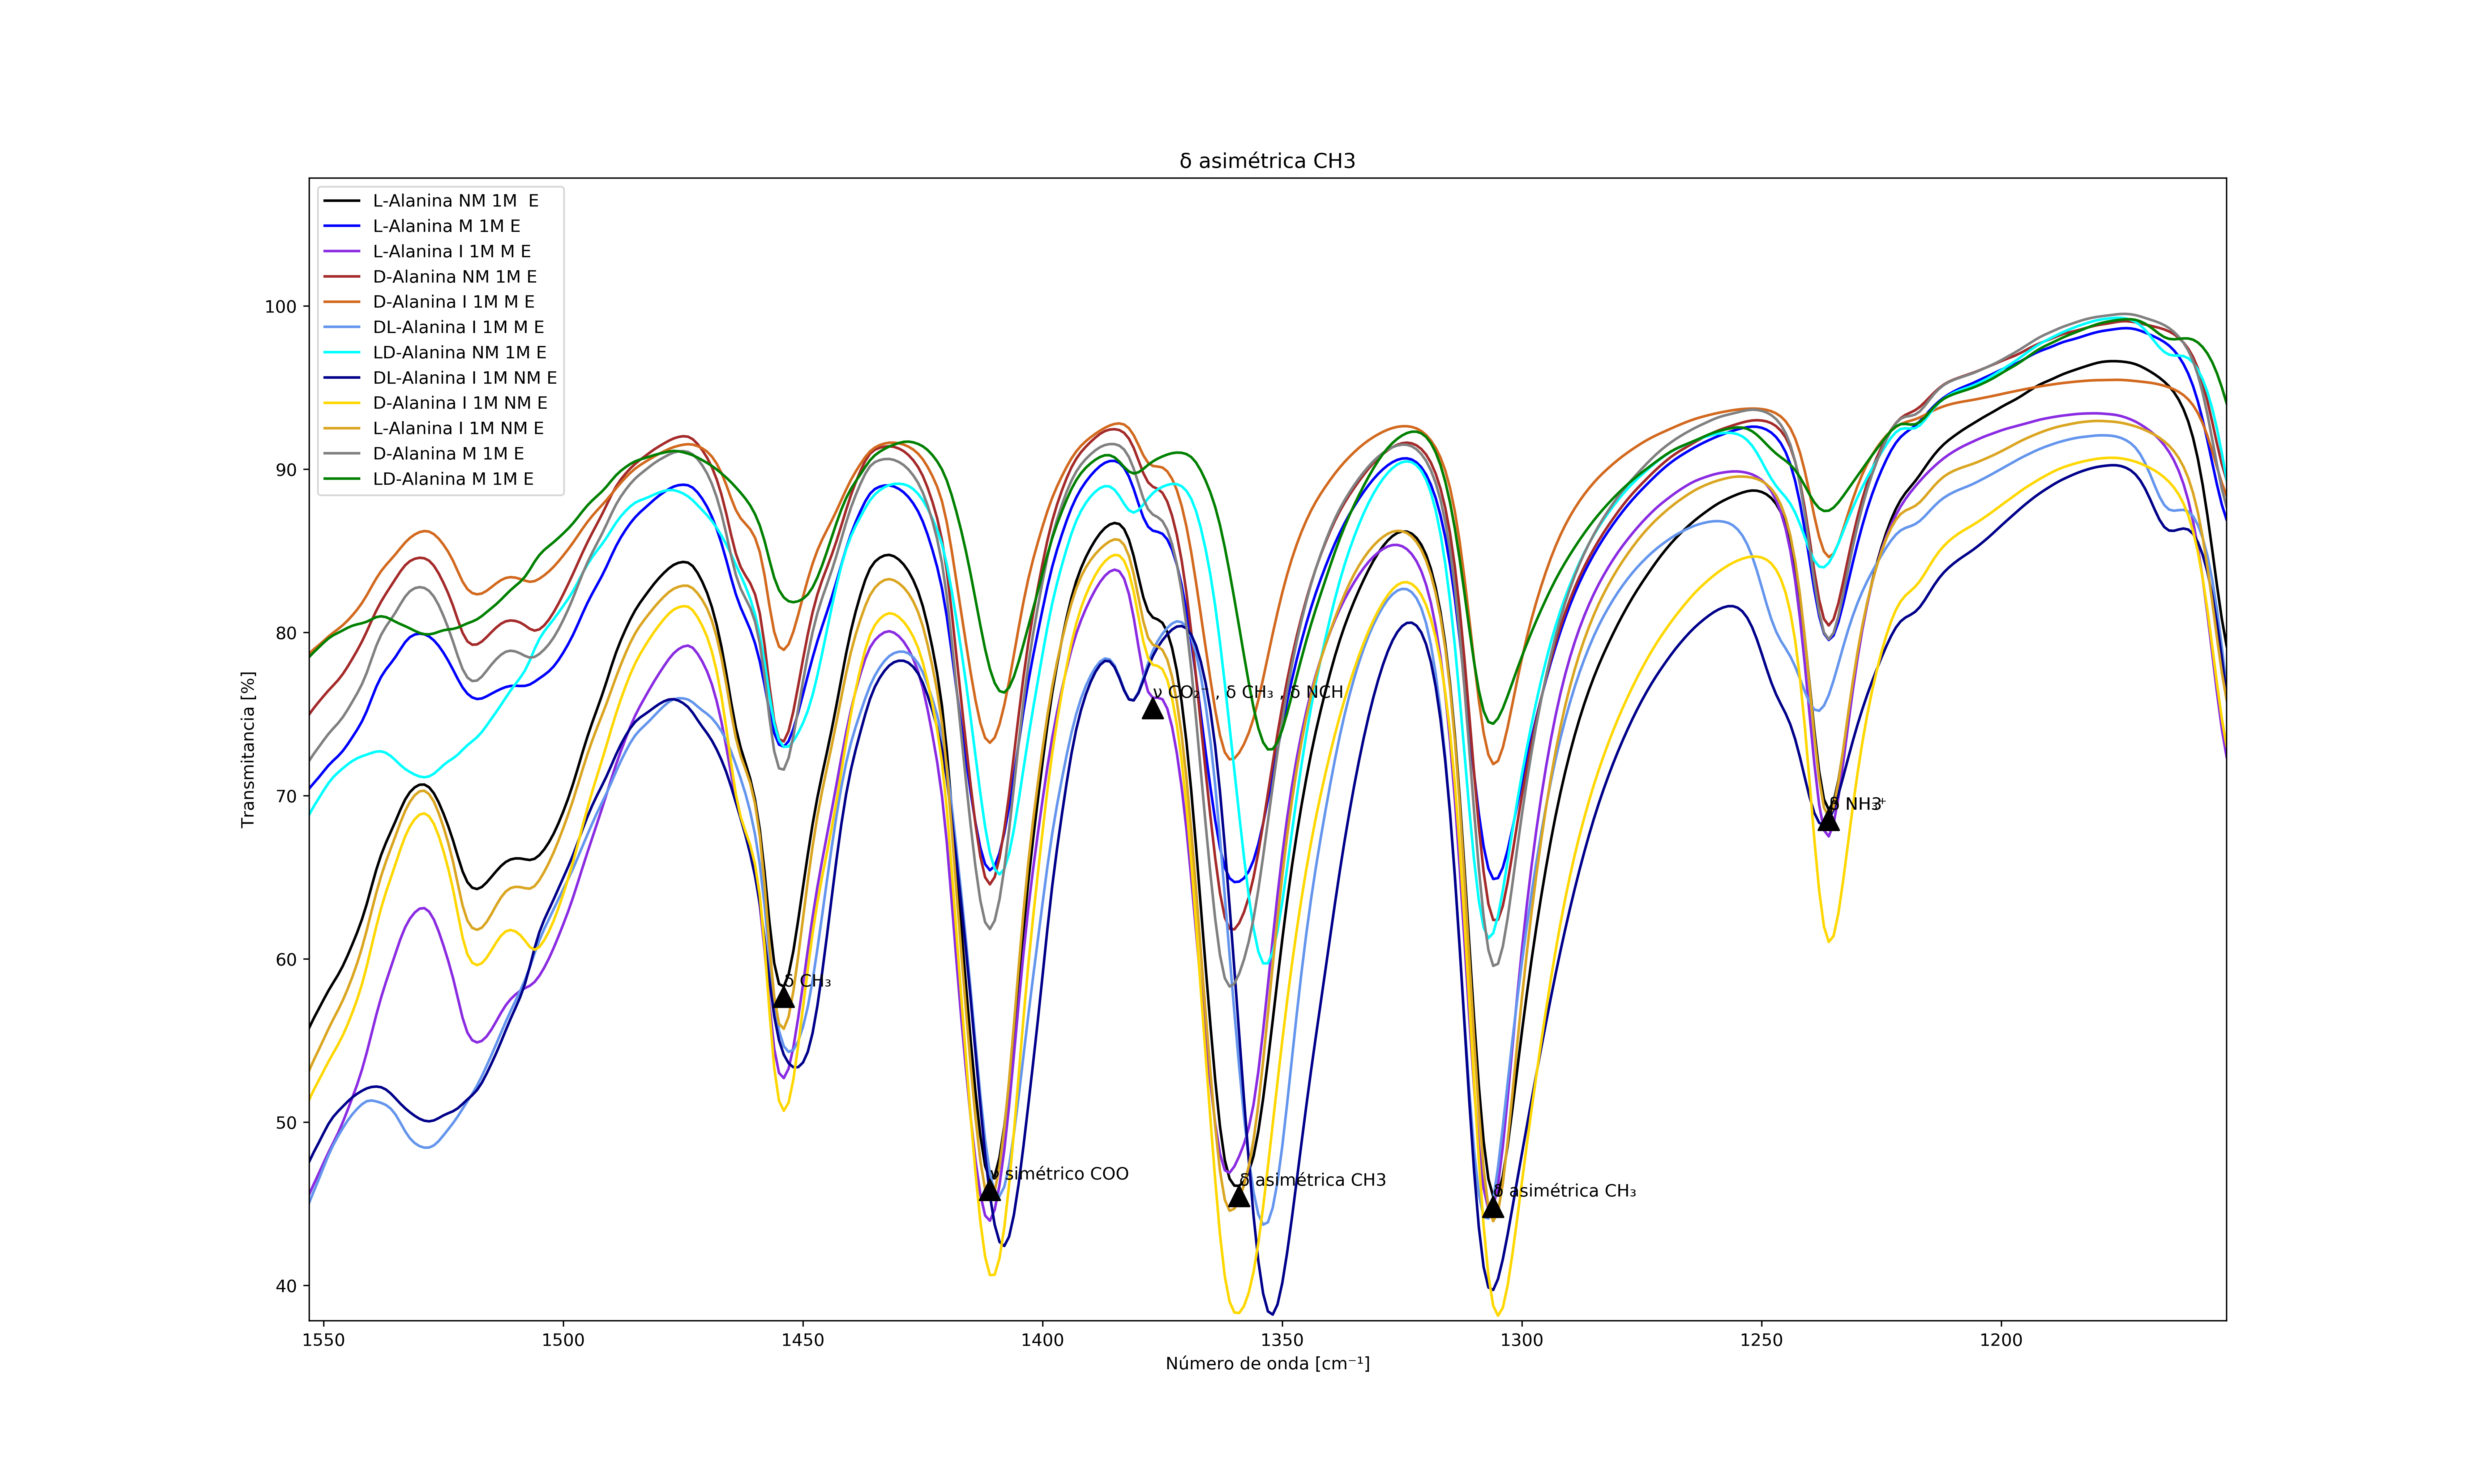 δ asimétrica CH3
L-Alanina NM 1M  E
L-Alanina M 1M E
L-Alanina I 1M M E
D-Alanina NM 1M E
D-Alanina I 1M M E
DL-Alanina I 1M M E
LD-Alanina NM 1M E
DL-Alanina I 1M NM E
D-Alanina I 1M NM E
L-Alanina I 1M NM E
D-Alanina M 1M E
LD-Alanina M 1M E
100
90
80
70
60
50
40
Transmitancia [%]
ν CO₂⁻ , δ CH₃ , δ NCH
δ CH₃
ν simétrico COO
δ asimétrica CH3
δ asimétrica CH₃
1550
1500
1450
1400
1350
1300
1250
1200
Número de onda [cm⁻¹]